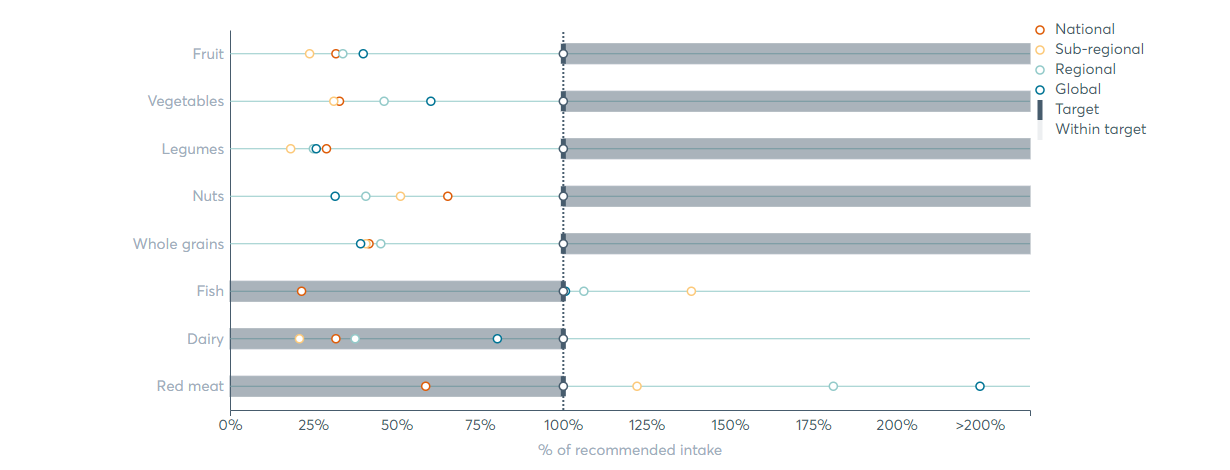 Fruit
Vegetables
Legumes
Nuts
Whole grains
Fish
Dairy
Red meat
0% 25% 50% 75% 100% 125% 150% 175% 200% >200%
% of recommended intake
National
Sub-regional
Regional
Global
Target
Within target